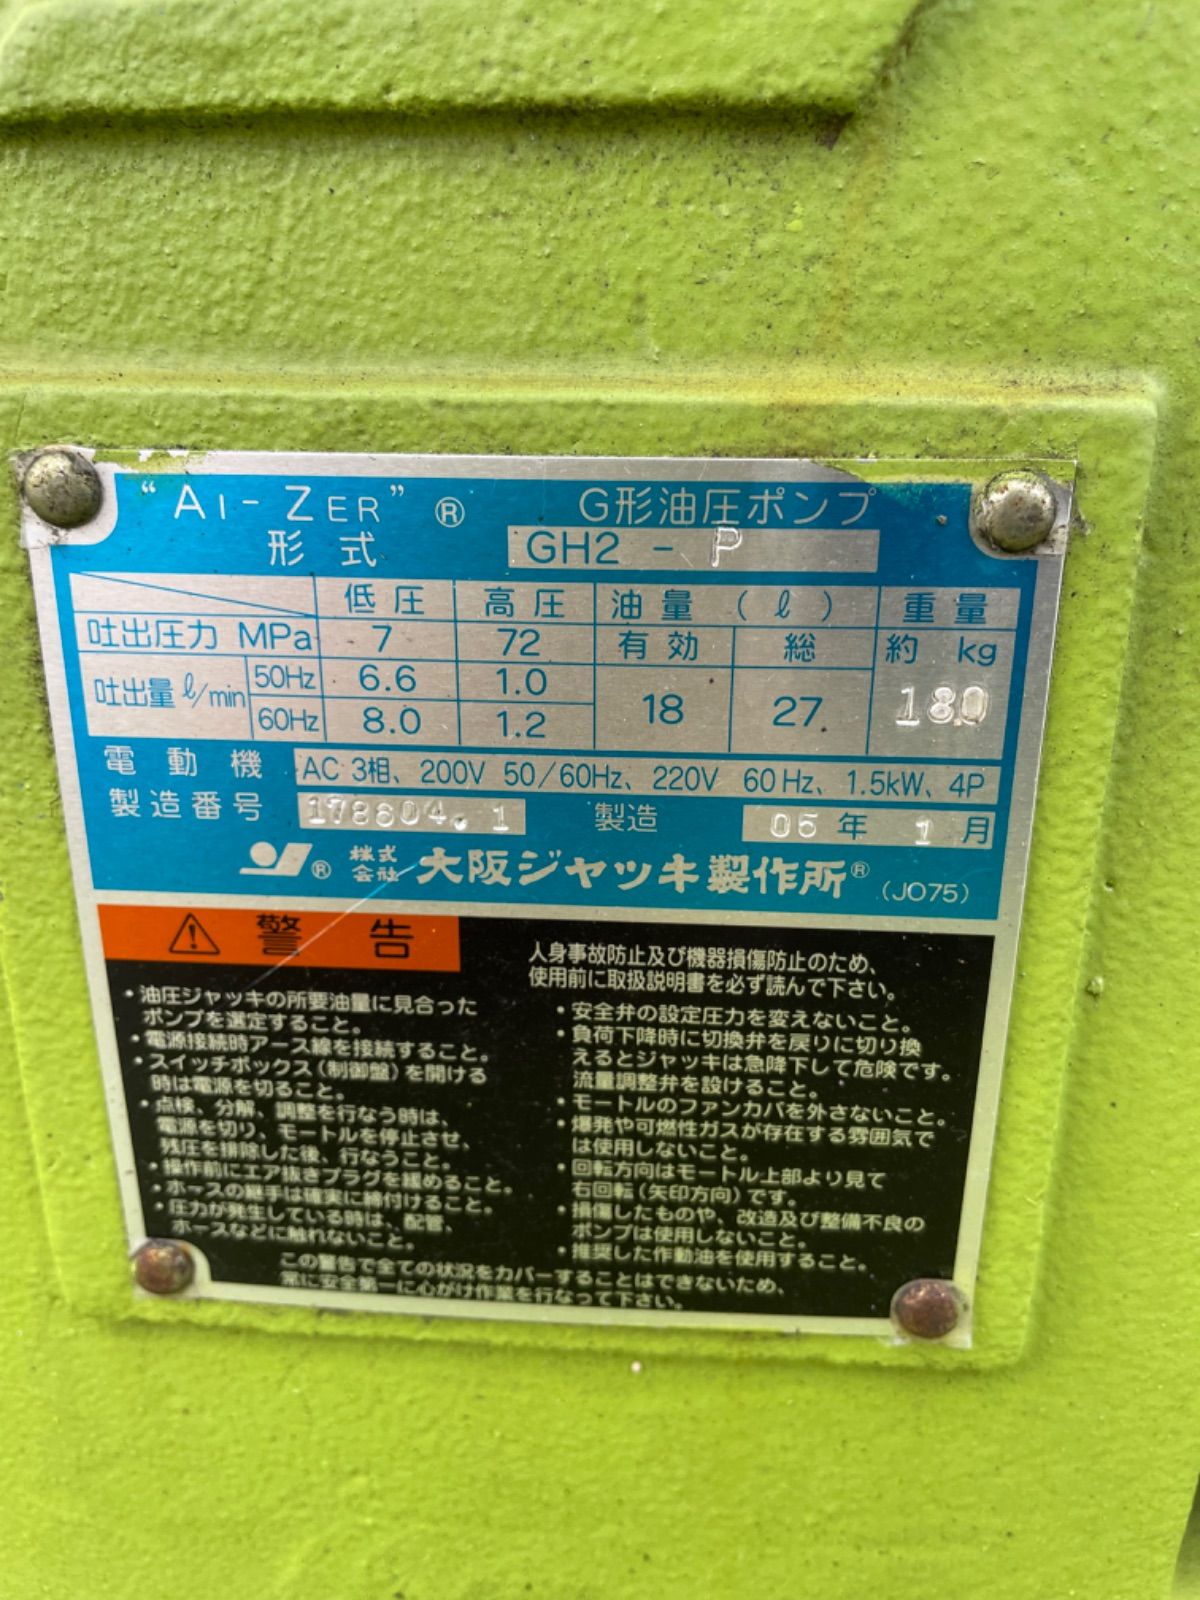 "AI-ZER" ® G形油圧ポンプ
形式 GH2 - P
低圧 高圧 油量 (ℓ) 重量
吐出圧力 MPa 7 72 有効 総 約 kg
吐出量 ℓ/min 50Hz 6.6 1.0 18 27 180
60Hz 8.0 1.2
電動機 AC 3相、200V 50/60Hz、220V 60Hz、1.5kW、4P
製造番号 178604.1 製造 05年 1月
® 株式会社 大阪ジャッキ製作所® (J075)
警告
・油圧ジャッキの所要油量に見合った
ポンプを選定すること。
・電源接続時アース線を接続すること。
・スイッチボックス(制御盤)を開ける
時は電源を切ること。
・点検、分解、調整を行なう時は、
電源を切り、モートルを停止させ、
残圧を排除した後、行なうこと。
・操作前にエア抜きプラグを緩めること。
・ホースの継手は確実に締付けること。
・圧力が発生している時は、配管、
ホースなどに触れないこと。
人身事故防止及び機器損傷防止のため、
使用前に取扱説明書を必ず読んで下さい。
・安全弁の設定圧力を変えないこと。
・負荷下降時に切換弁を戻りに切り換
えるとジャッキは急降下して危険です。
流量調整弁を設けること。
・モートルのファンカバを外さないこと。
・爆発や可燃性ガスが存在する雰囲気で
は使用しないこと。
・回転方向はモートル上部より見て
右回転(矢印方向)です。
・損傷したものや、改造及び整備不良の
ポンプは使用しないこと。
・推奨した作動油を使用すること。
この警告で全ての状況をカバーすることはできないため、
常に安全第一に心がけ作業を行なって下さい。